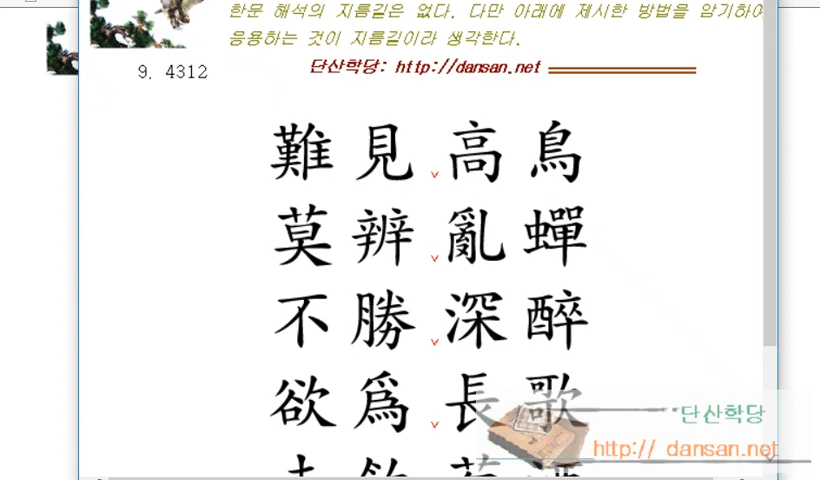 한문 해석의 지름길은 없다. 다만 아래에 제시한 방법을 암기하여
응용하는 것이 지름길이라 생각한다.
9. 4312
단산학당: http://dansan.net
難見高鳥
莫辨亂蟬
不勝深醉
欲爲長歌
단산학당
http:// dansan.net